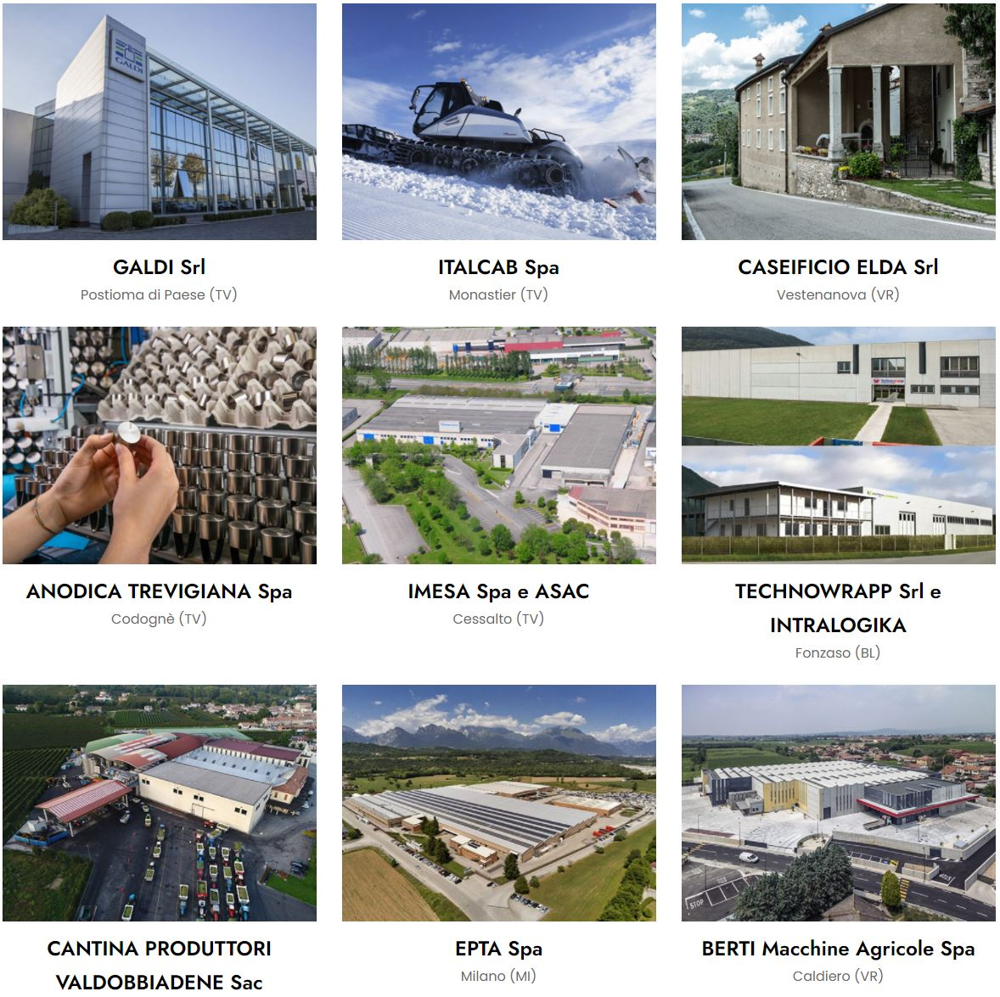 GALDI
GALDI Srl
Postioma di Paese (TV)
ITALCAB Spa
Monastier (TV)
CASEIFICIO ELDA Srl
Vestenanova (VR)
ANODICA TREVIGIANA Spa
Codognè (TV)
IMESA Spa e ASAC
Cessalto (TV)
TECHNOWRAPP Srl e
INTRALOGIKA
Fonzaso (BL)
STOP
CANTINA PRODUTTORI
VALDOBBIADENE Sac
EPTA Spa
Milano (MI)
BERTI Macchine Agricole Spa
Caldiero (VR)